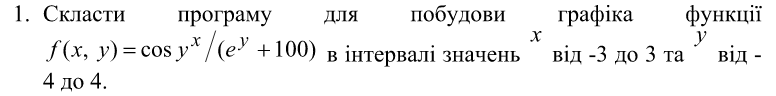 1. Скласти програму для побудови графіка функції
f(x, y) = cos y^x / (e^y + 100) в інтервалі значень x від -3 до 3 та y від -
4 до 4.